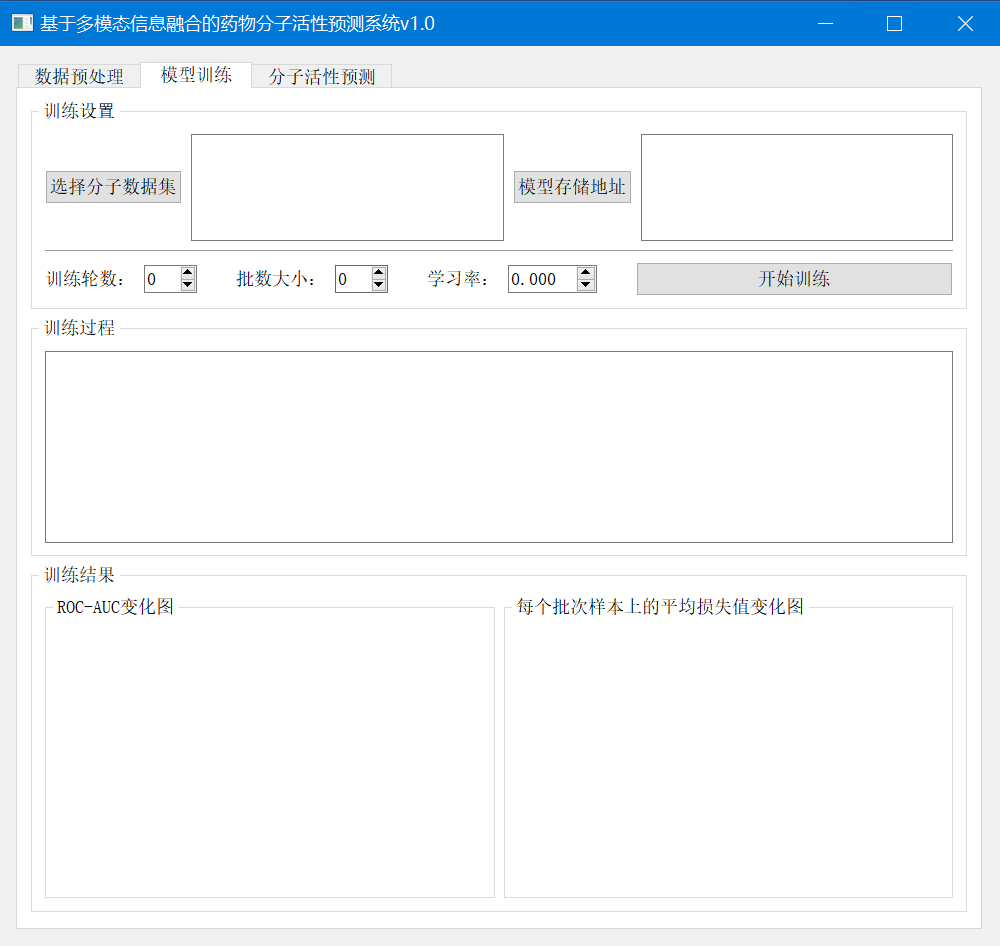 基于多模态信息融合的药物分子活性预测系统v1.0
数据预处理 模型训练 分子活性预测
训练设置
选择分子数据集 模型存储地址
训练轮数： 0 批数大小： 0 学习率： 0.000 开始训练
训练过程
训练结果
ROC-AUC变化图 每个批次样本上的平均损失值变化图